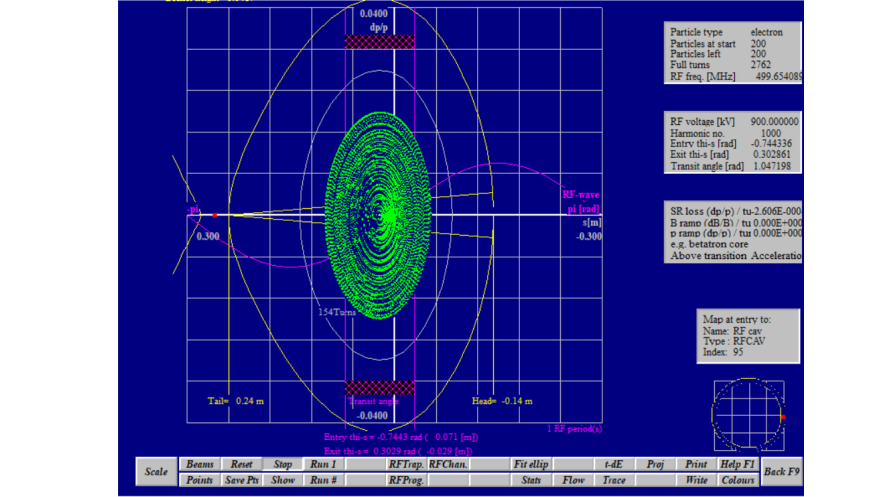 0.0400
dp/p
Particle type electron
Particles at start 200
Particles left 200
Full turns 2762
RF freq. [MHz] 499.654089
RF voltage [kV] 900.000000
Harmonic no. 1000
Entry thi-s [rad] -0.744336
Exit thi-s [rad] 0.302861
Transit angle [rad] 1.047198
RF-wave
-pi
pi [rad]
s[m]
0.300
-0.300
SR loss (dp/p) / tu-2.606E-000
B ramp (dB/B) / tu 0.000E+000
p ramp (dp/p) / tu 0.000E+000
e.g. betatron core
Above transition Acceleratio
154Turns
Map at entry to:
Name: RF cav
Type : RFCAV
Index: 95
Tail= 0.24 m
Transit angle
Head= -0.14 m
-0.0400
1 RF period(s)
Entry thi-s = -0.7443 rad ( 0.071 [m])
Exit thi-s = 0.3029 rad ( -0.029 [m])
Scale
Beams Reset Stop Run 1 RFTrap. RFChan. Fit ellip t-dE Proj Print Help F1
Back F9
Points Save Pts Show Run # RFProg. Stats Flow Trace Write Colours